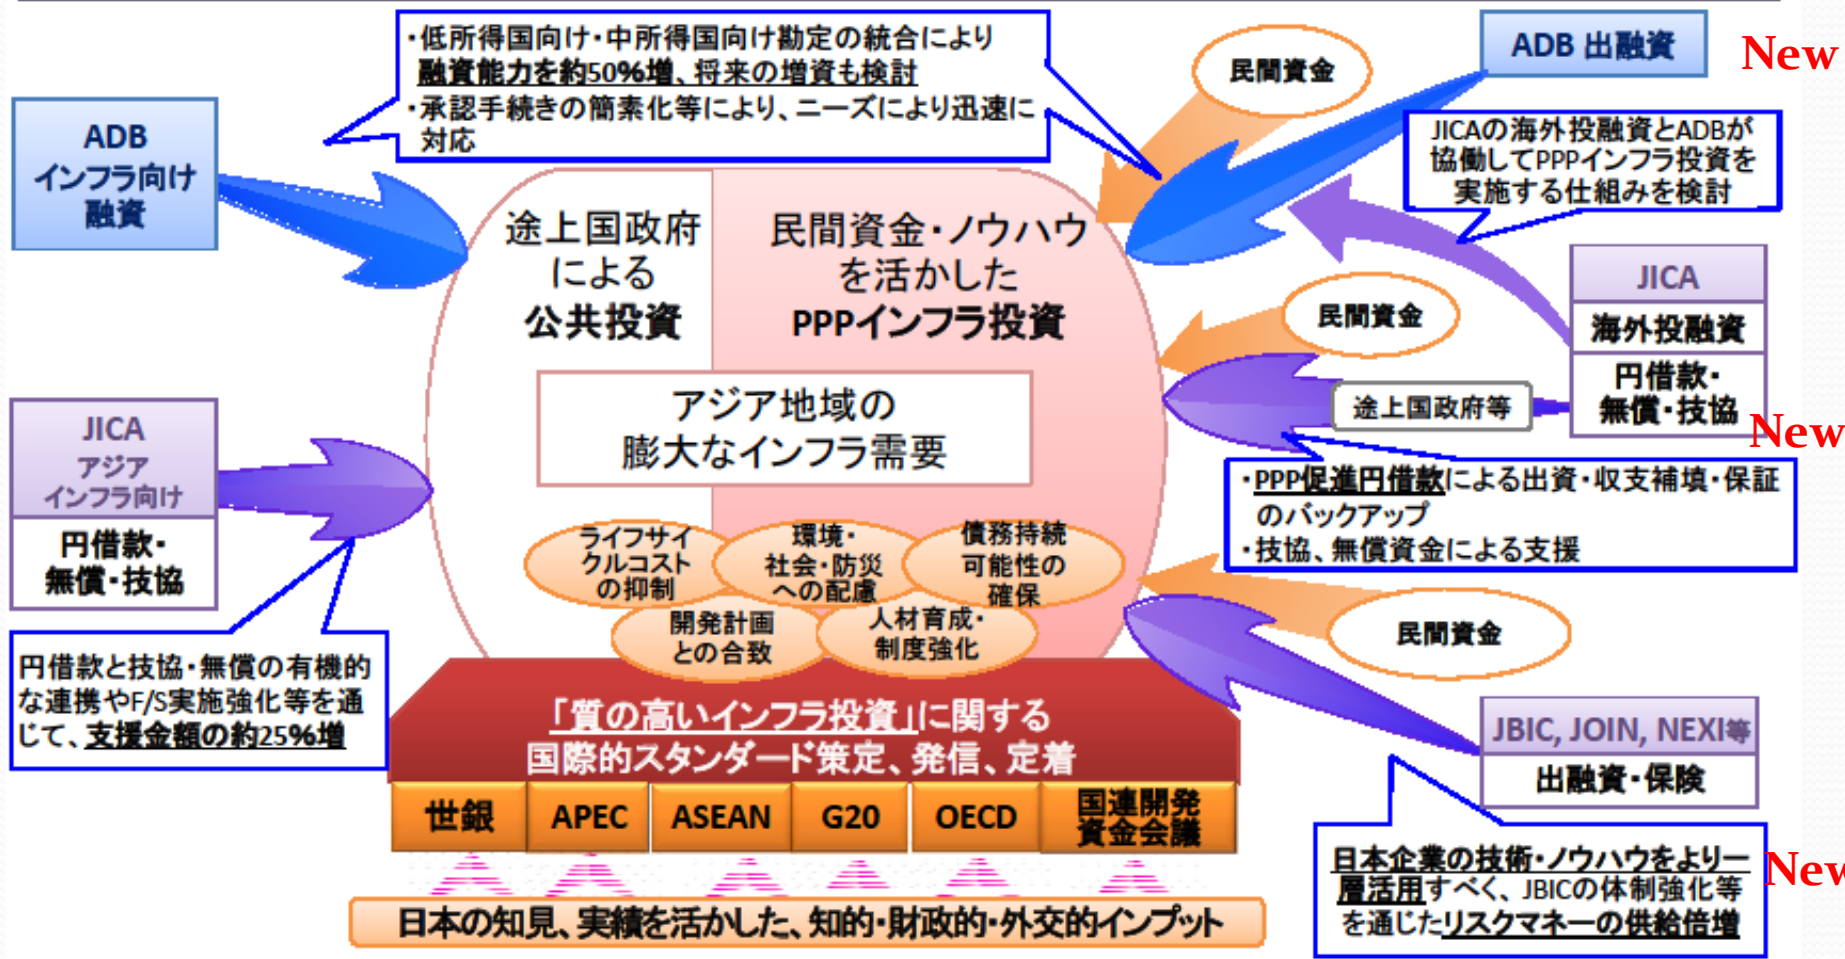 ・低所得国向け・中所得国向け勘定の統合により
融資能力を約50%増、将来の増資も検討
・承認手続きの簡素化等により、ニーズにより迅速に
対応
民間資金
ADB 出融資
New
ADB
インフラ向け
融資
JICAの海外投融資とADBが
協働してPPPインフラ投資を
実施する仕組みを検討
途上国政府
による
公共投資
民間資金・ノウハウ
を活かした
PPPインフラ投資
民間資金
JICA
海外投融資
円借款・
無償・技協
New
途上国政府等
アジア地域の
膨大なインフラ需要
JICA
アジア
インフラ向け
円借款・
無償・技協
・PPP促進円借款による出資・収支補填・保証
のバックアップ
・技協、無償資金による支援
ライフサイ
クルコスト
の抑制
環境・
社会・防災
への配慮
債務持続
可能性の
確保
開発計画
との合致
人材育成・
制度強化
民間資金
円借款と技協・無償の有機的
な連携やF/S実施強化等を通
じて、支援金額の約25%増
「質の高いインフラ投資」に関する
国際的スタンダード策定、発信、定着
JBIC, JOIN, NEXI等
出融資・保険
世銀
APEC
ASEAN
G20
OECD
国連開発
資金会議
日本企業の技術・ノウハウをより一
層活用すべく、JBICの体制強化等
を通じたリスクマネーの供給倍増
New
日本の知見、実績を活かした、知的・財政的・外交的インプット